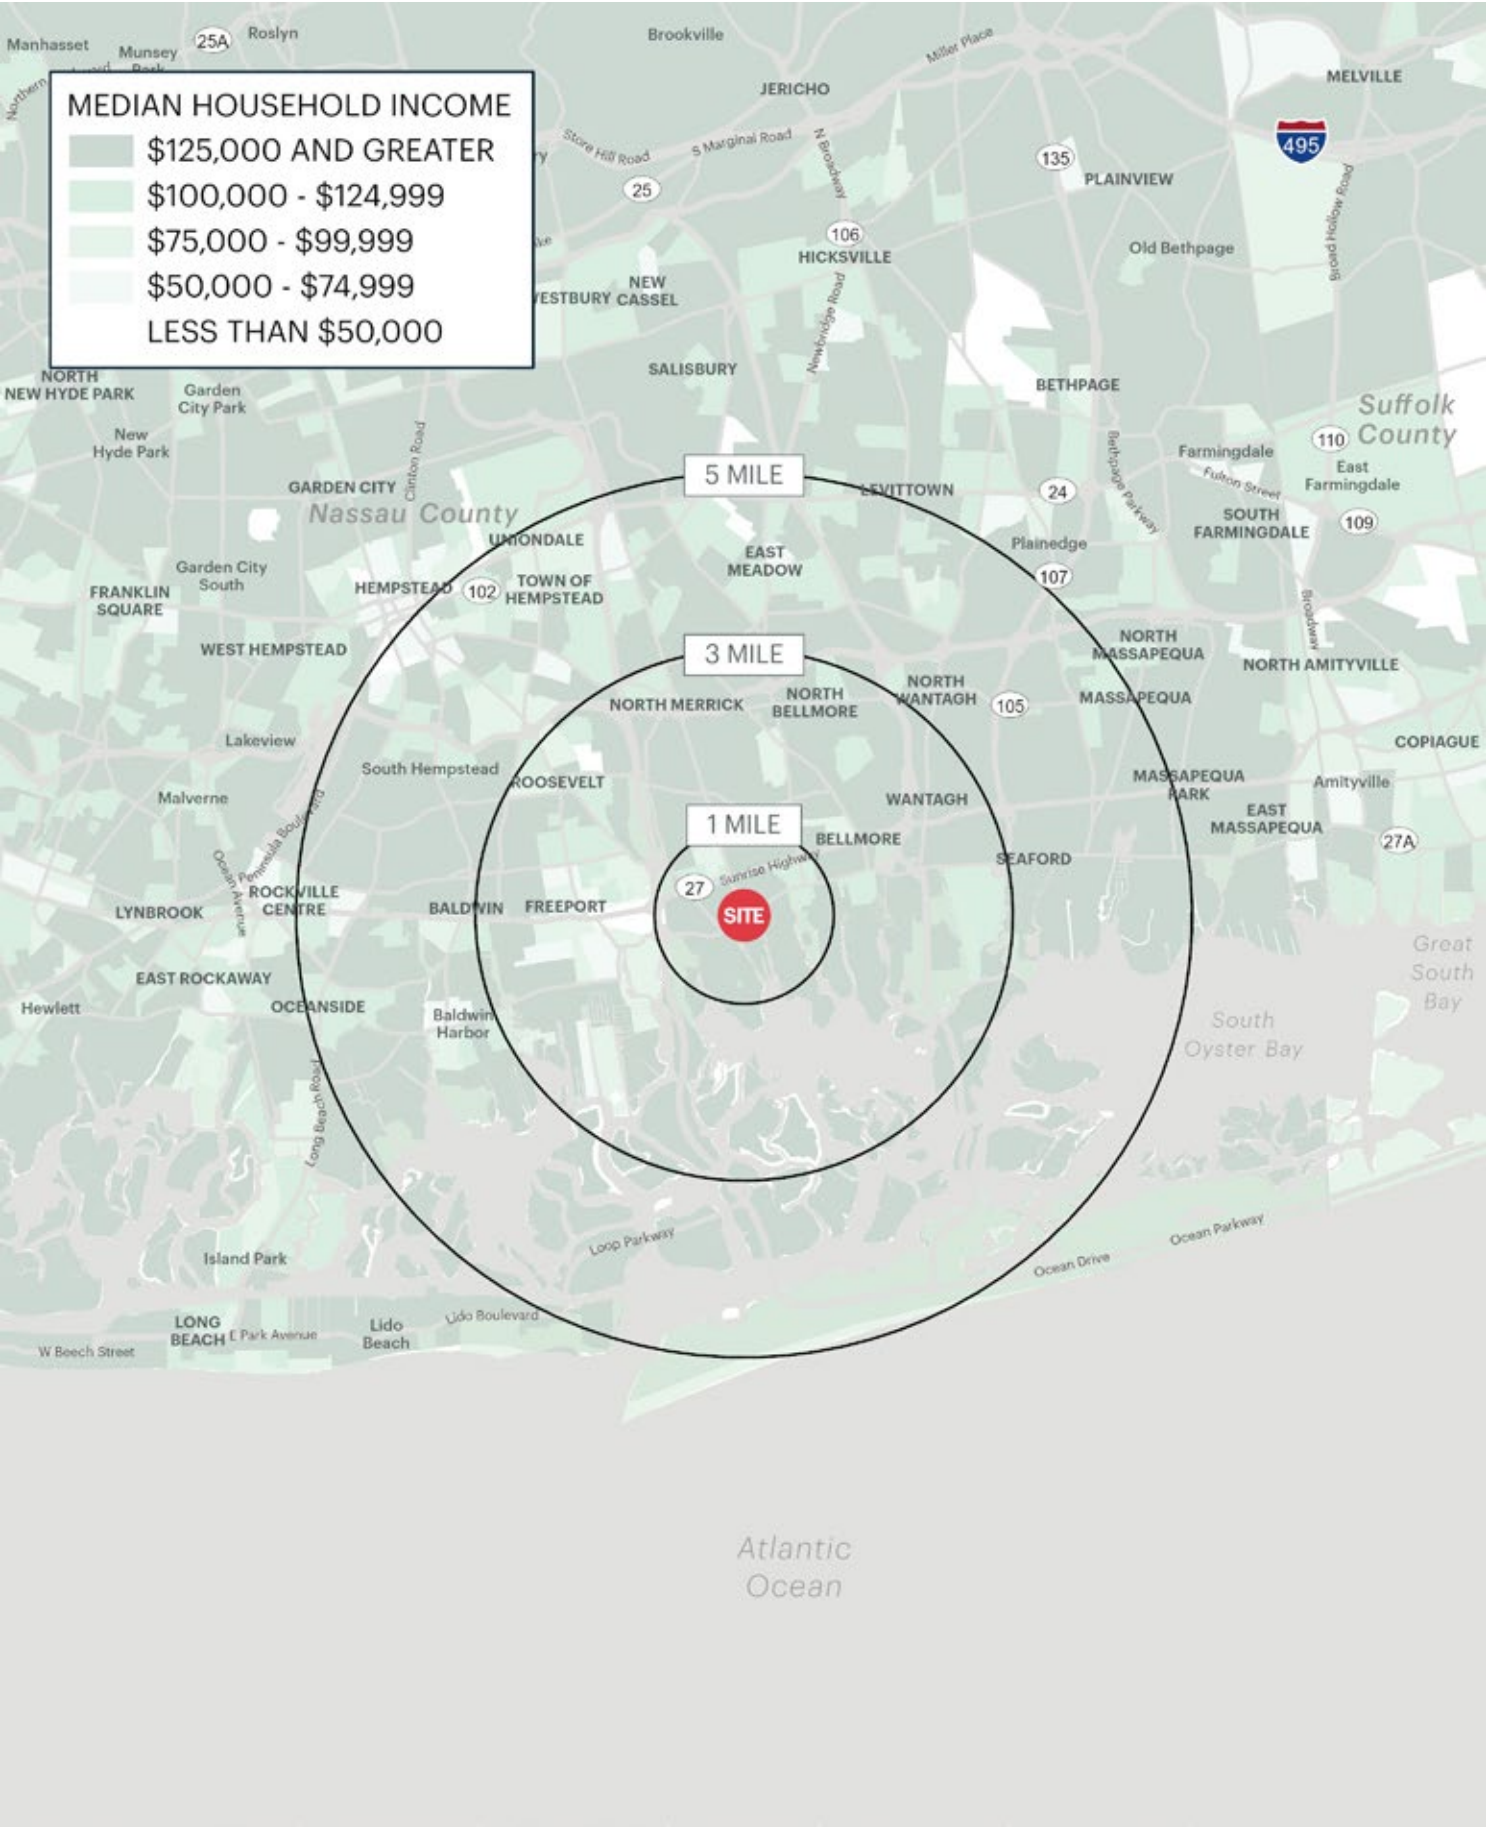 Manhasset
Munsey
25A
Roslyn
Brookville
Miller Place
MELVILLE
JERICHO
MEDIAN HOUSEHOLD INCOME
$125,000 AND GREATER
$100,000 - $124,999
$75,000 - $99,999
$50,000 - $74,999
LESS THAN $50,000
Northern
Store Hill Road
S Marginal Road
N Broadway
135
495
25
PLAINVIEW
Broad Hollow Road
106
HICKSVILLE
Old Bethpage
NEW
CASSEL
Newbridge Road
SALISBURY
BETHPAGE
NORTH
NEW HYDE PARK
Garden
City Park
New
Hyde Park
Clinton Road
Suffolk
County
110
Farmingdale
East
Farmingdale
Fulton Street
Bethpage Parkway
5 MILE
GARDEN CITY
Nassau County
LEVITTOWN
24
SOUTH
FARMINGDALE
109
UNIONDALE
EAST
MEADOW
Plainedge
107
Garden City
South
HEMPSTEAD
102
TOWN OF
HEMPSTEAD
FRANKLIN
SQUARE
Broadway
WEST HEMPSTEAD
3 MILE
NORTH
MASSAPEQUA
NORTH AMITYVILLE
NORTH MERRICK
NORTH
BELLMORE
NORTH
WANTAGH
105
MASSAPEQUA
Lakeview
COPIAGUE
South Hempstead
ROOSEVELT
MASSAPEQUA
PARK
Amityville
Malverne
WANTAGH
EAST
MASSAPEQUA
Peninsula Boulevard
1 MILE
BELLMORE
27A
Ocean Avenue
SEAFORD
Sunrise Highway
27
ROCKVILLE
CENTRE
LYNBROOK
BALDWIN
FREEPORT
SITE
Great
South
Bay
EAST ROCKAWAY
Hewlett
OCEANSIDE
Baldwin
Harbor
South
Oyster Bay
Long Beach Road
Island Park
Loop Parkway
Ocean Parkway
Ocean Drive
LONG
BEACH
E Park Avenue
Lido
Beach
Lido Boulevard
W Beech Street
Atlantic
Ocean